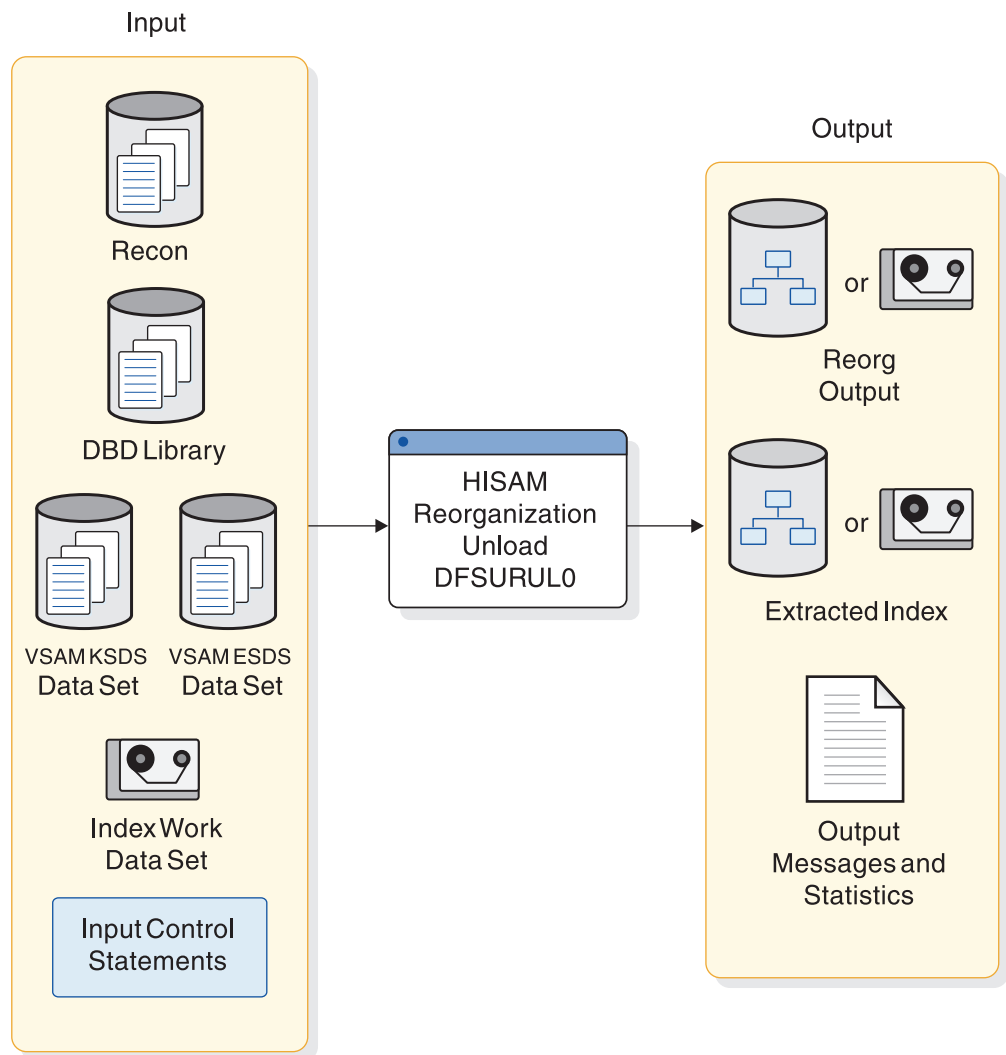 Input
Recon
DBD Library
VSAM KSDS
Data Set
VSAM ESDS
Data Set
Index Work
Data Set
Input Control
Statements
HISAM
Reorganization
Unload
DFSURUL0
Output
or
Reorg
Output
or
Extracted Index
Output
Messages and
Statistics